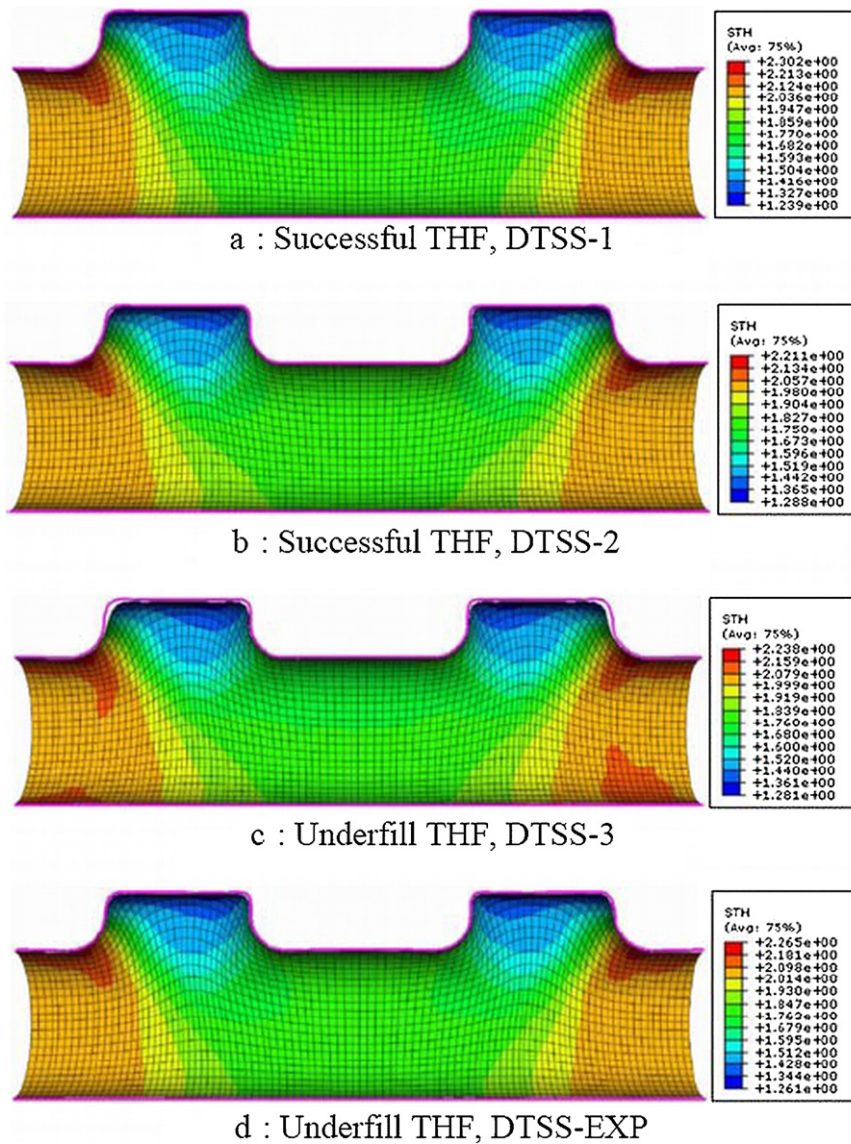 STH
(Avg: 75%)
+2.302e+00
+2.213e+00
+2.124e+00
+2.036e+00
+1.947e+00
+1.859e+00
+1.770e+00
+1.682e+00
+1.593e+00
+1.504e+00
+1.416e+00
+1.327e+00
+1.239e+00
a : Successful THF, DTSS-1
STH
(Avg: 75%)
+2.211e+00
+2.134e+00
+2.057e+00
+1.980e+00
+1.904e+00
+1.827e+00
+1.750e+00
+1.673e+00
+1.596e+00
+1.519e+00
+1.442e+00
+1.365e+00
+1.288e+00
b : Successful THF, DTSS-2
STH
(Avg: 75%)
+2.238e+00
+2.159e+00
+2.079e+00
+1.999e+00
+1.919e+00
+1.839e+00
+1.760e+00
+1.680e+00
+1.600e+00
+1.520e+00
+1.440e+00
+1.361e+00
+1.281e+00
c : Underfill THF, DTSS-3
STH
(Avg: 75%)
+2.265e+00
+2.181e+00
+2.098e+00
+2.014e+00
+1.930e+00
+1.847e+00
+1.762e+00
+1.679e+00
+1.595e+00
+1.512e+00
+1.428e+00
+1.344e+00
+1.261e+00
d : Underfill THF, DTSS-EXP